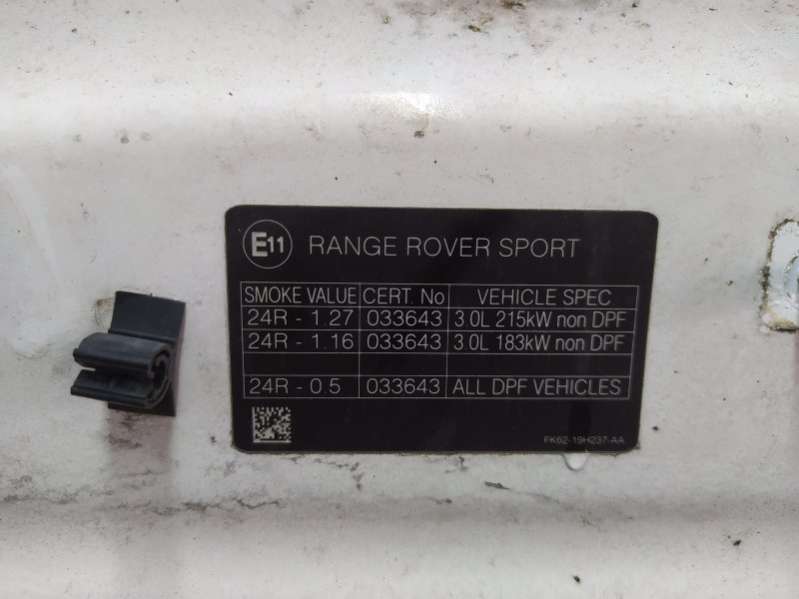 E11 RANGE ROVER SPORT
SMOKE VALUE CERT. No VEHICLE SPEC
24R - 1.27 033643 3.0L 215kW non DPF
24R - 1.16 033643 3.0L 183kW non DPF
24R - 0.5 033643 ALL DPF VEHICLES
FK62-19H237-AA